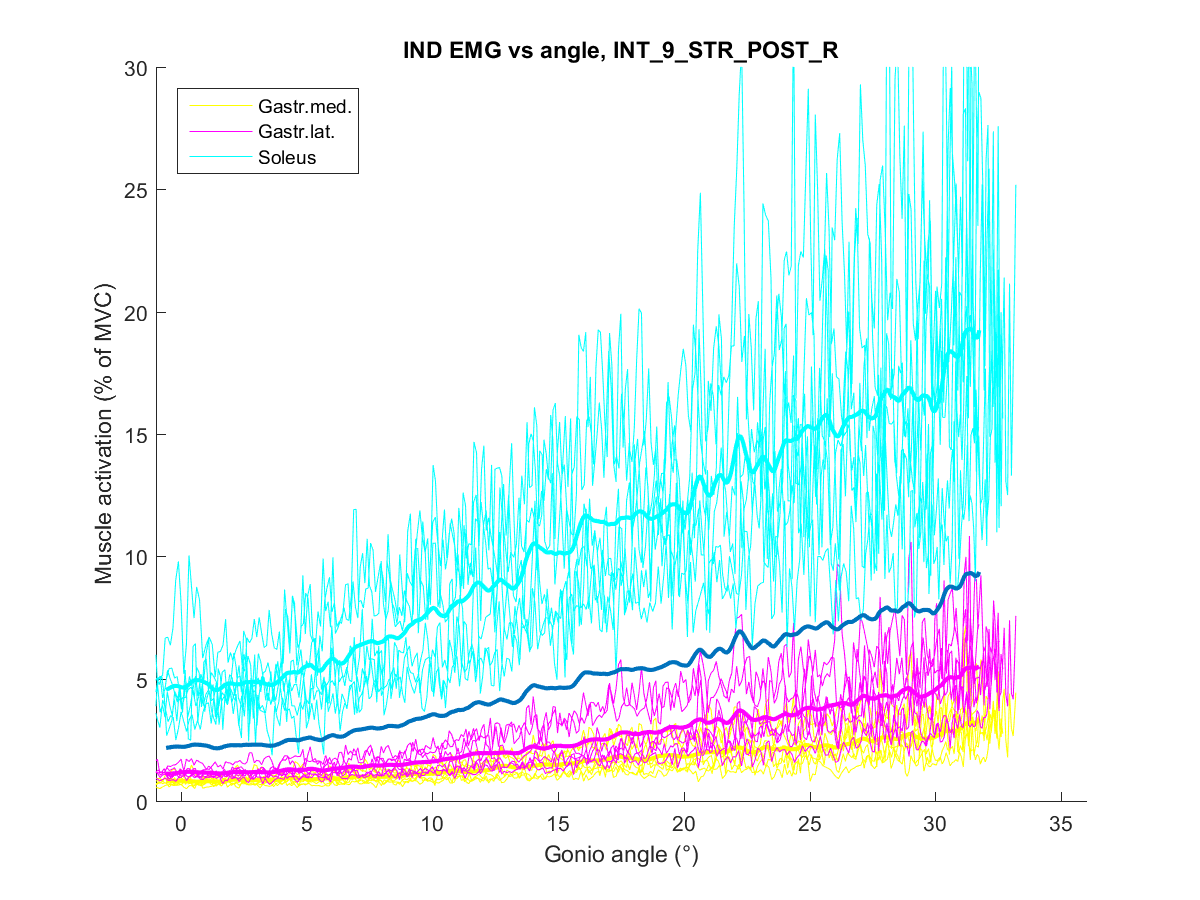 IND EMG vs angle, INT_9_STR_POST_R
30
25
20
15
10
5
0
Muscle activation (% of MVC)
Gastr.med.
Gastr.lat.
Soleus
0 5 10 15 20 25 30 35
Gonio angle (°)